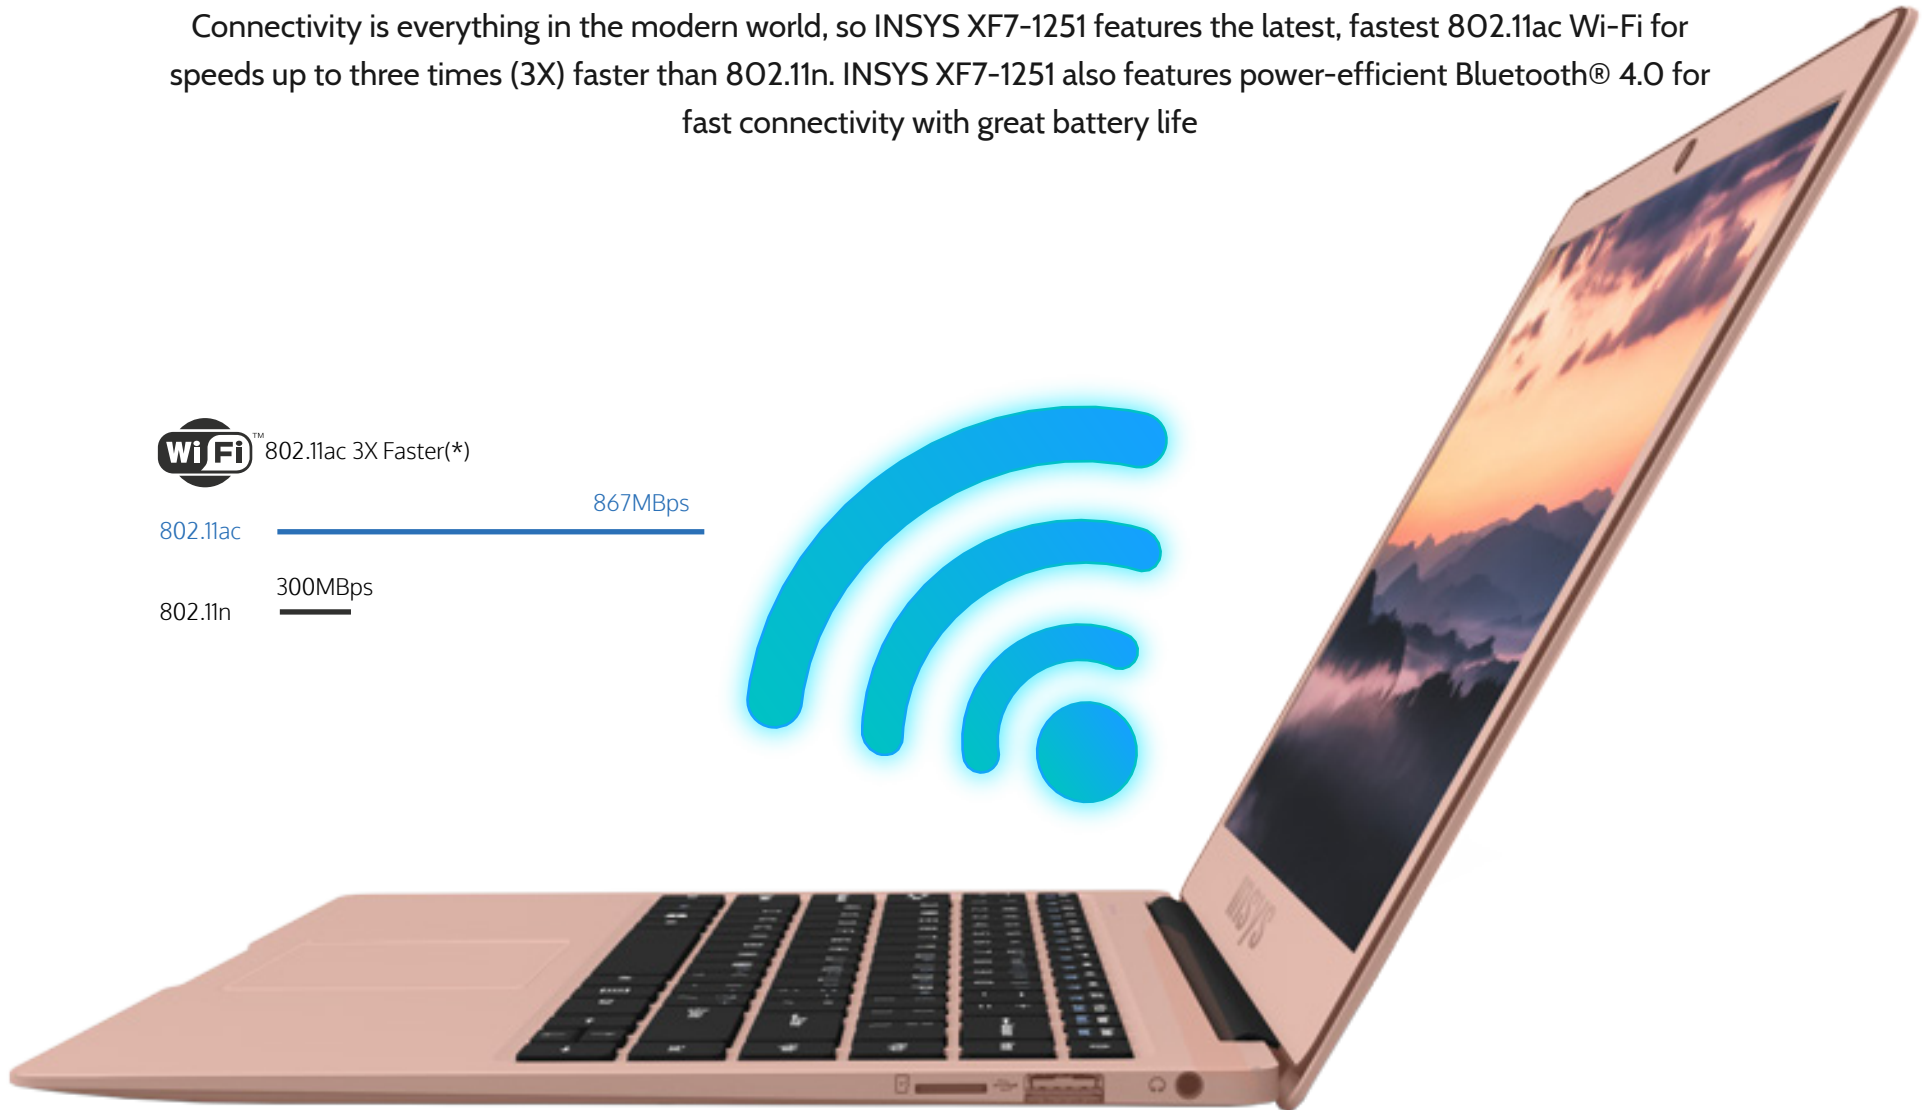 Connectivity is everything in the modern world, so INSYS XF7-1251 features the latest, fastest 802.11ac Wi-Fi for
speeds up to three times (3X) faster than 802.11n. INSYS XF7-1251 also features power-efficient Bluetooth® 4.0 for
fast connectivity with great battery life
Wi Fi™ 802.11ac 3X Faster(*)
867MBps
802.11ac
300MBps
802.11n
INSYS